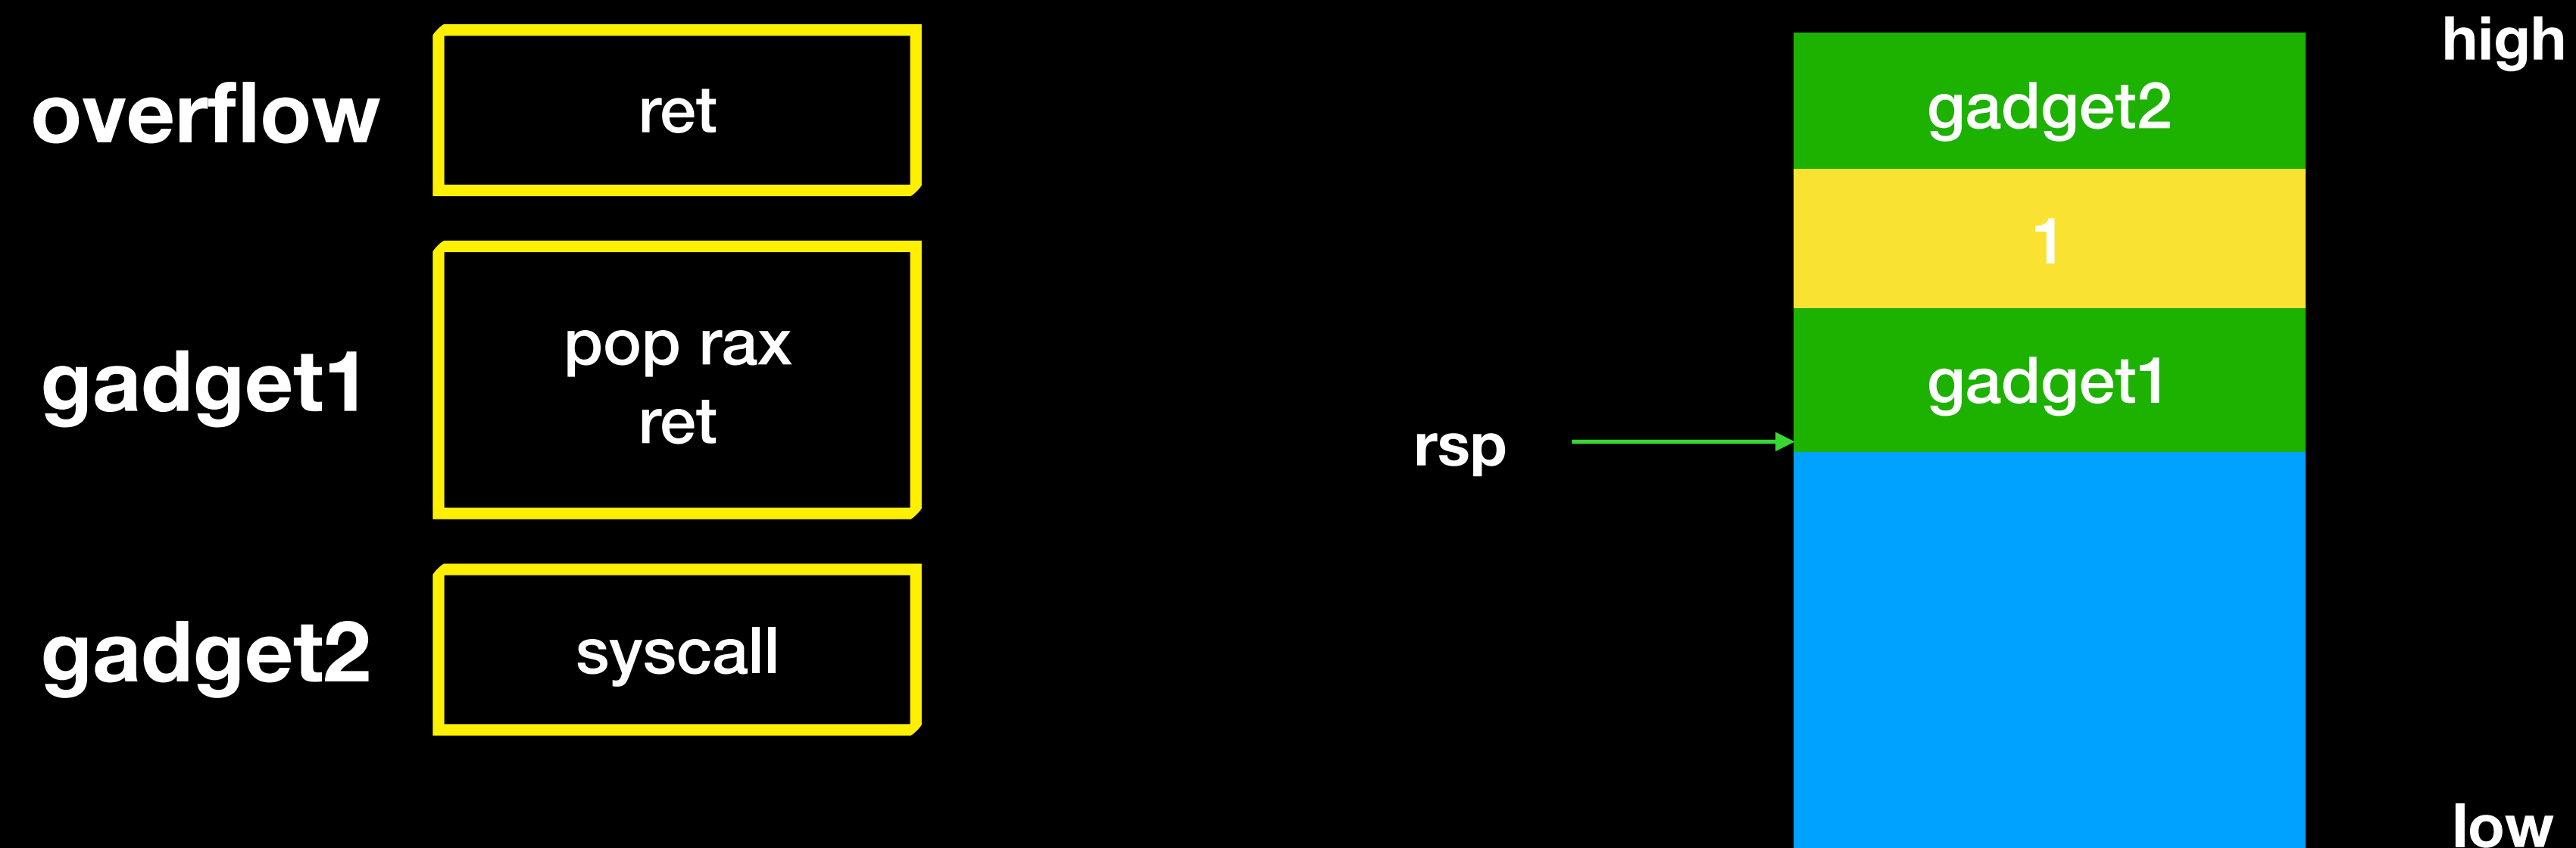 overflow
ret
gadget1
pop rax
ret
gadget2
syscall
rsp
gadget2
1
gadget1
high
low